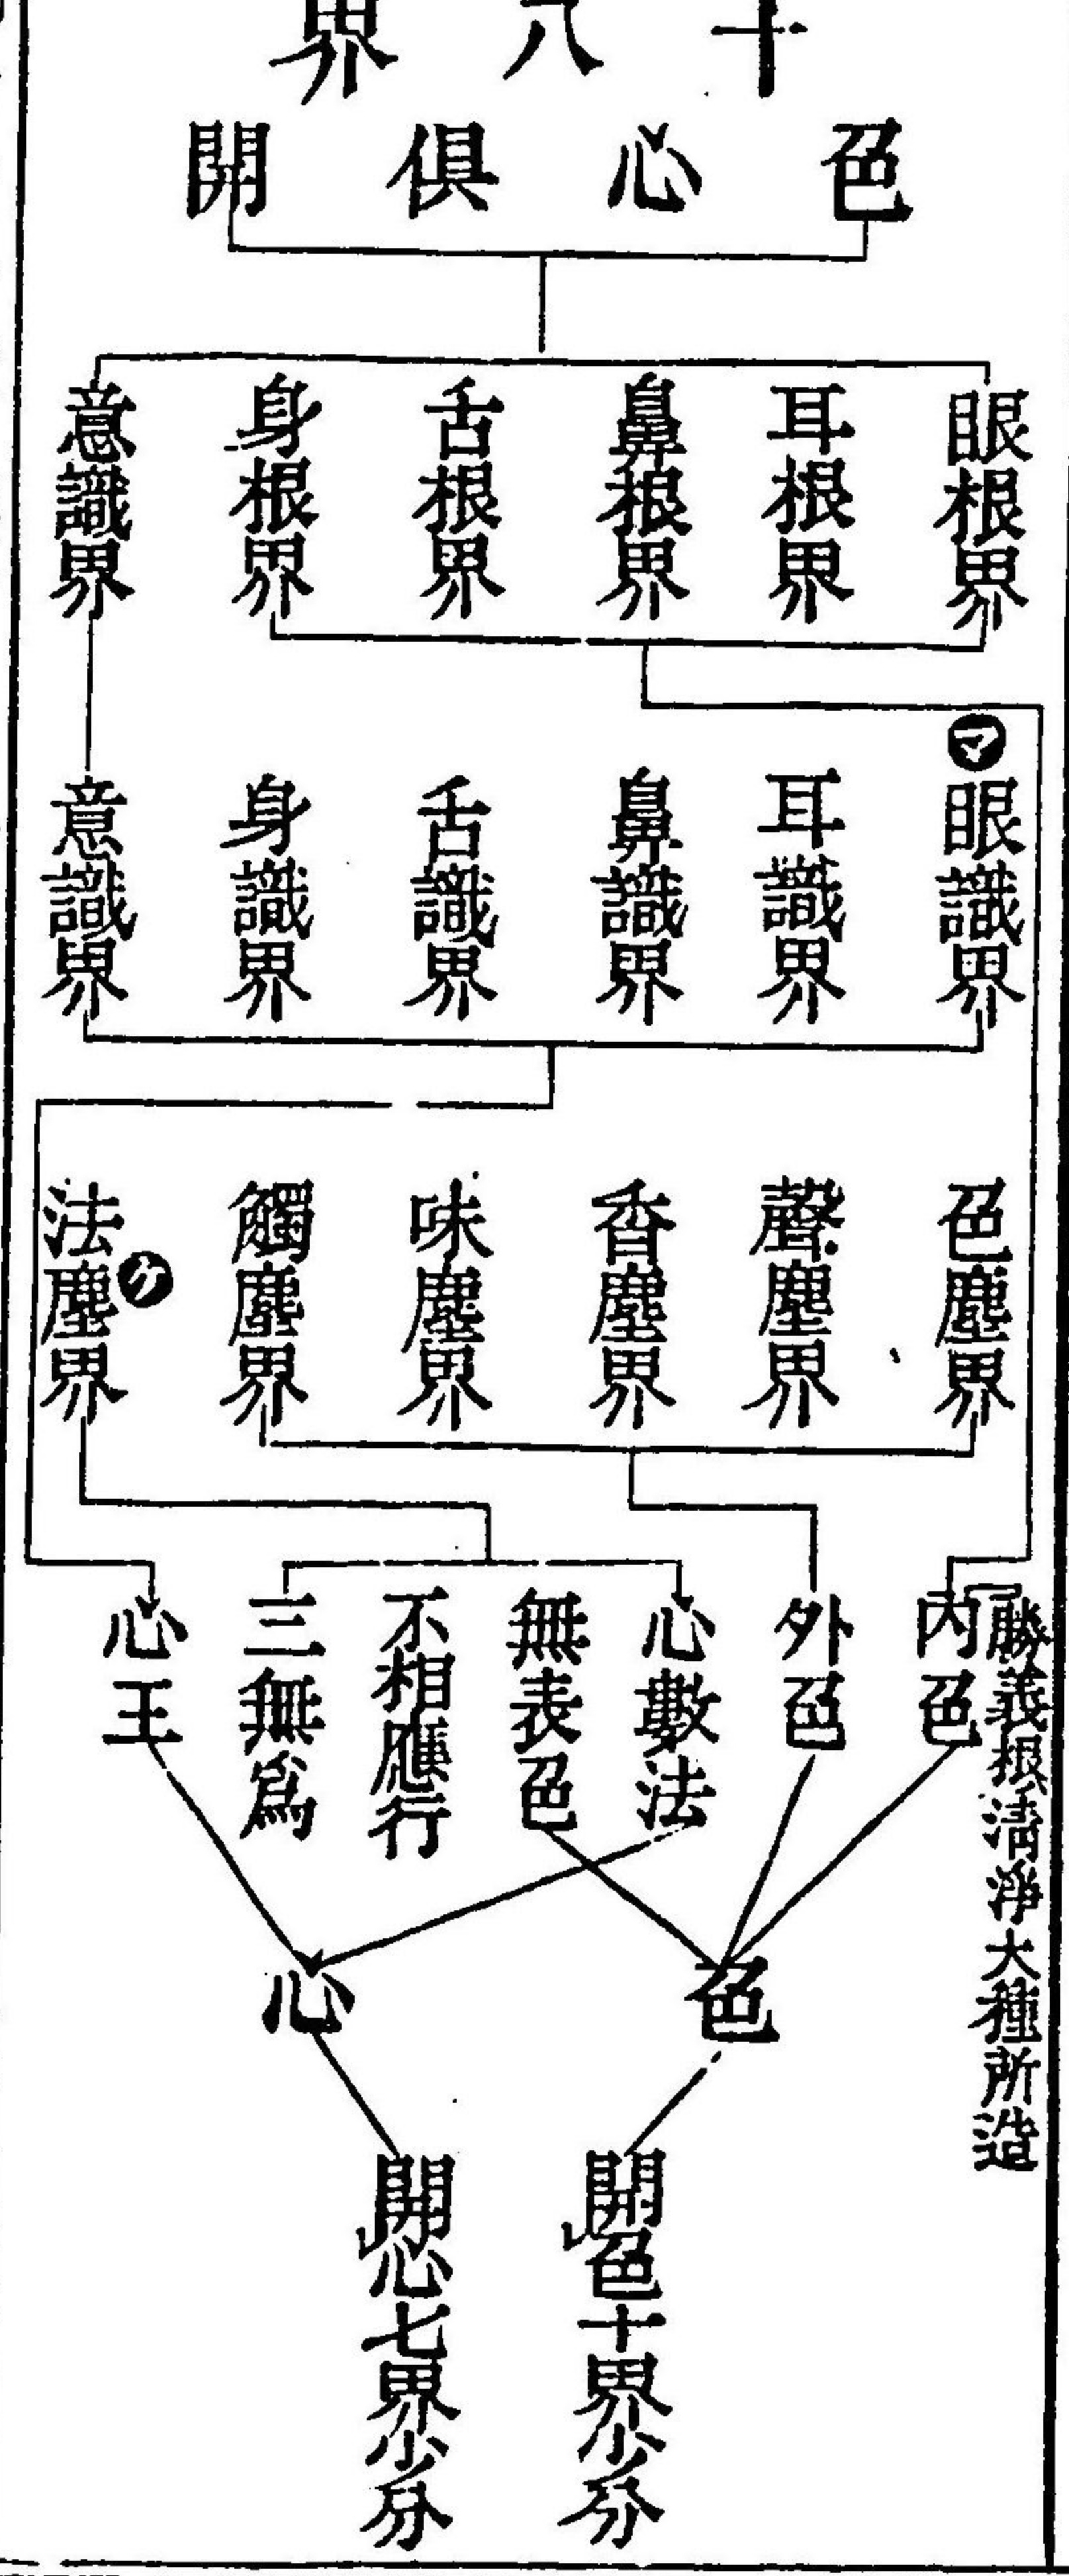 十八界
色心俱開
眼根界
耳根界
鼻根界
舌根界
身根界
意識界
マ
眼識界
耳識界
鼻識界
舌識界
身識界
意識界
色塵界
聲塵界
香塵界
味塵界
觸塵界
法塵界
ケ
勝義根清淨大種所造
內色
外色
心數法
無表色
不相應行
三無爲
心王
色
心
開色十界少分
開心七界少分